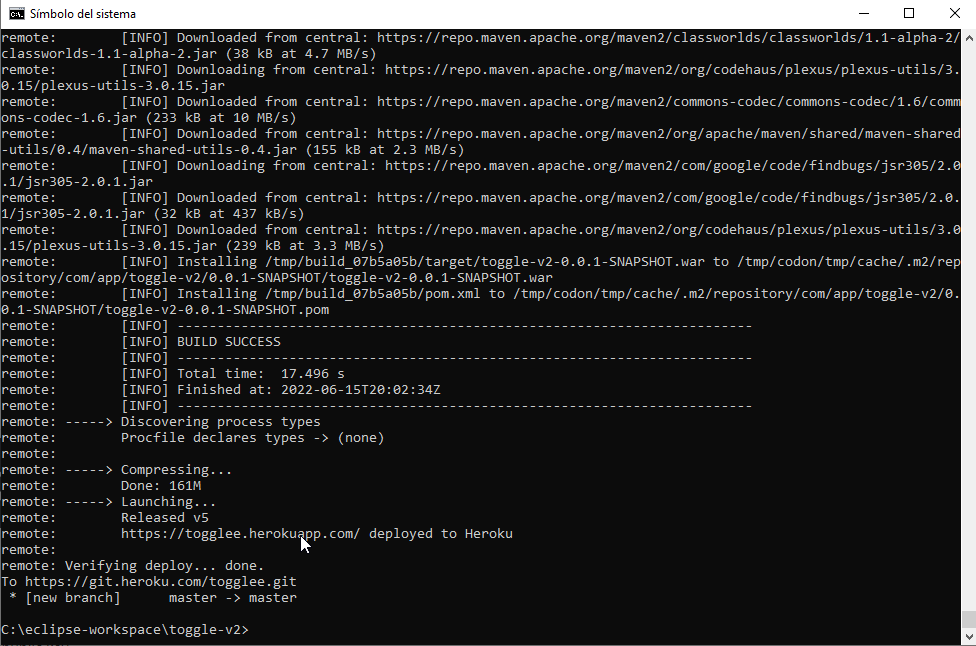 Símbolo del sistema
remote:        [INFO] Downloaded from central: https://repo.maven.apache.org/maven2/classworlds/classworlds/1.1-alpha-2/
classworlds-1.1-alpha-2.jar (38 kB at 4.7 MB/s)
remote:        [INFO] Downloading from central: https://repo.maven.apache.org/maven2/org/codehaus/plexus/plexus-utils/3.
0.15/plexus-utils-3.0.15.jar
remote:        [INFO] Downloaded from central: https://repo.maven.apache.org/maven2/commons-codec/commons-codec/1.6/comm
ons-codec-1.6.jar (233 kB at 10 MB/s)
remote:        [INFO] Downloaded from central: https://repo.maven.apache.org/maven2/org/apache/maven/shared/maven-shared
-utils/0.4/maven-shared-utils-0.4.jar (155 kB at 2.3 MB/s)
remote:        [INFO] Downloading from central: https://repo.maven.apache.org/maven2/com/google/code/findbugs/jsr305/2.0
.1/jsr305-2.0.1.jar
remote:        [INFO] Downloaded from central: https://repo.maven.apache.org/maven2/com/google/code/findbugs/jsr305/2.0.
1/jsr305-2.0.1.jar (32 kB at 437 kB/s)
remote:        [INFO] Downloaded from central: https://repo.maven.apache.org/maven2/org/codehaus/plexus/plexus-utils/3.0
.15/plexus-utils-3.0.15.jar (239 kB at 3.3 MB/s)
remote:        [INFO] Installing /tmp/build_07b5a05b/target/toggle-v2-0.0.1-SNAPSHOT.war to /tmp/codon/tmp/cache/.m2/rep
ository/com/app/toggle-v2/0.0.1-SNAPSHOT/toggle-v2-0.0.1-SNAPSHOT.war
remote:        [INFO] Installing /tmp/build_07b5a05b/pom.xml to /tmp/codon/tmp/cache/.m2/repository/com/app/toggle-v2/0.
0.1-SNAPSHOT/toggle-v2-0.0.1-SNAPSHOT.pom
remote:        [INFO] ------------------------------------------------------------------------
remote:        [INFO] BUILD SUCCESS
remote:        [INFO] ------------------------------------------------------------------------
remote:        [INFO] Total time:  17.496 s
remote:        [INFO] Finished at: 2022-06-15T20:02:34Z
remote:        [INFO] ------------------------------------------------------------------------
remote: -----> Discovering process types
remote:        Procfile declares types -> (none)
remote:
remote: -----> Compressing...
remote:        Done: 161M
remote: -----> Launching...
remote:        Released v5
remote:        https://togglee.herokuapp.com/ deployed to Heroku
remote:
remote: Verifying deploy... done.
To https://git.heroku.com/togglee.git
 * [new branch]      master -> master
C:\eclipse-workspace\toggle-v2>